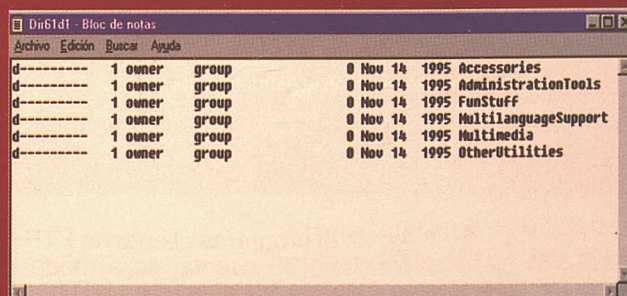 Dir61d1 - Bloc de notas
Archivo Edición Buscar Ayuda
d--------- 1 owner group 0 Nov 14 1995 Accessories
d--------- 1 owner group 0 Nov 14 1995 AdministrationTools
d--------- 1 owner group 0 Nov 14 1995 FunStuff
d--------- 1 owner group 0 Nov 14 1995 MultilanguageSupport
d--------- 1 owner group 0 Nov 14 1995 Multimedia
d--------- 1 owner group 0 Nov 14 1995 OtherUtilities